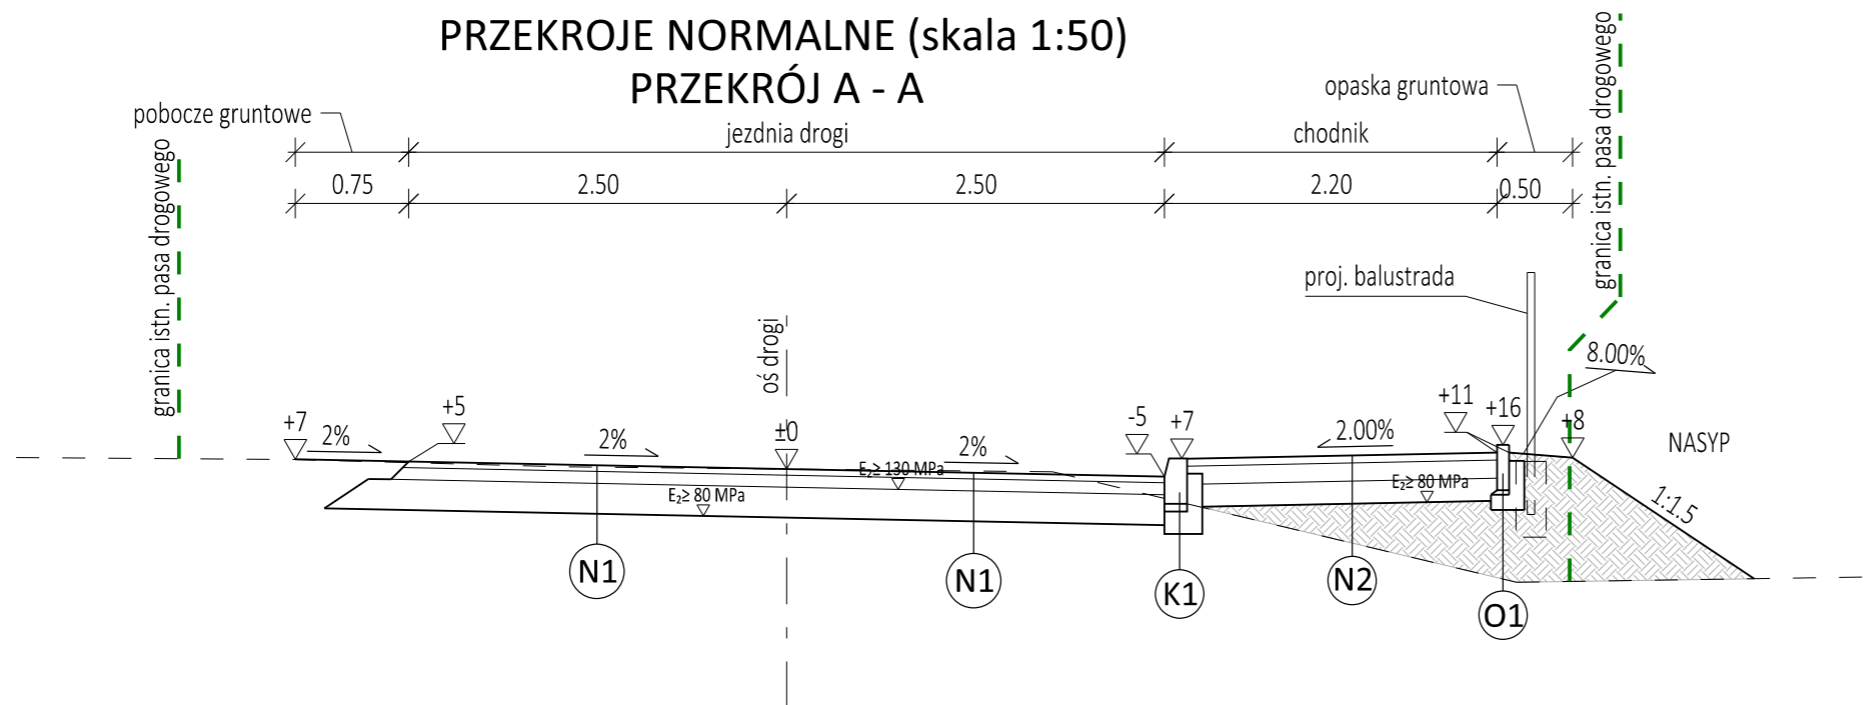 PRZEKROJE NORMALNE (skala 1:50)
PRZEKRÓJ A - A
pobocze gruntowe
jezdnia drogi
chodnik
opaska gruntowa
granica istn. pasa drogowego
granica istn. pasa drogowego
0.75
2.50
2.50
2.20
0.50
proj. balustrada
oś drogi
8.00%
+7
2%
+5
2%
±0
2%
-5
+7
2.00%
+11
+16
+8
NASYP
E₂≥ 130 MPa
E₂≥ 80 MPa
E₂≥ 80 MPa
1:1.5
N1
N1
K1
N2
O1